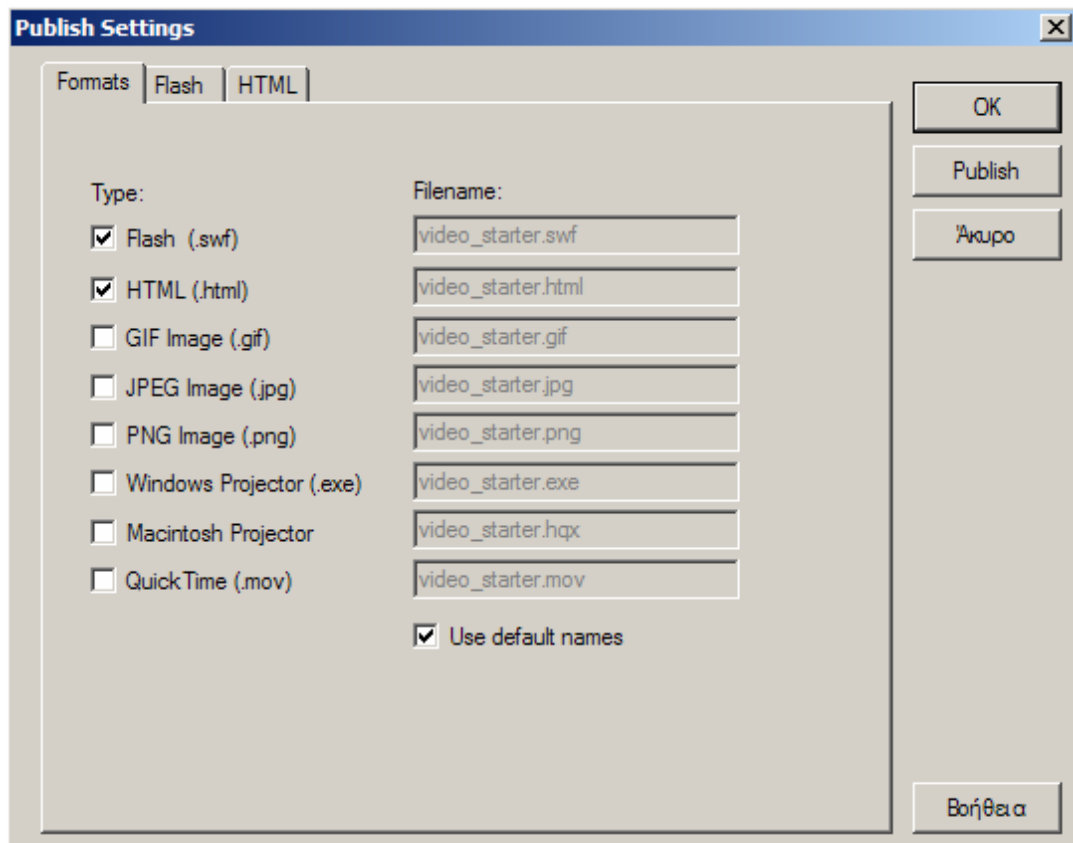 Publish Settings
Formats Flash HTML
OK
Publish
Άκυρο
Type: Filename:
Flash (.swf) video_starter.swf
HTML (.html) video_starter.html
GIF Image (.gif) video_starter.gif
JPEG Image (.jpg) video_starter.jpg
PNG Image (.png) video_starter.png
Windows Projector (.exe) video_starter.exe
Macintosh Projector video_starter.hqx
QuickTime (.mov) video_starter.mov
Use default names
Βοήθεια